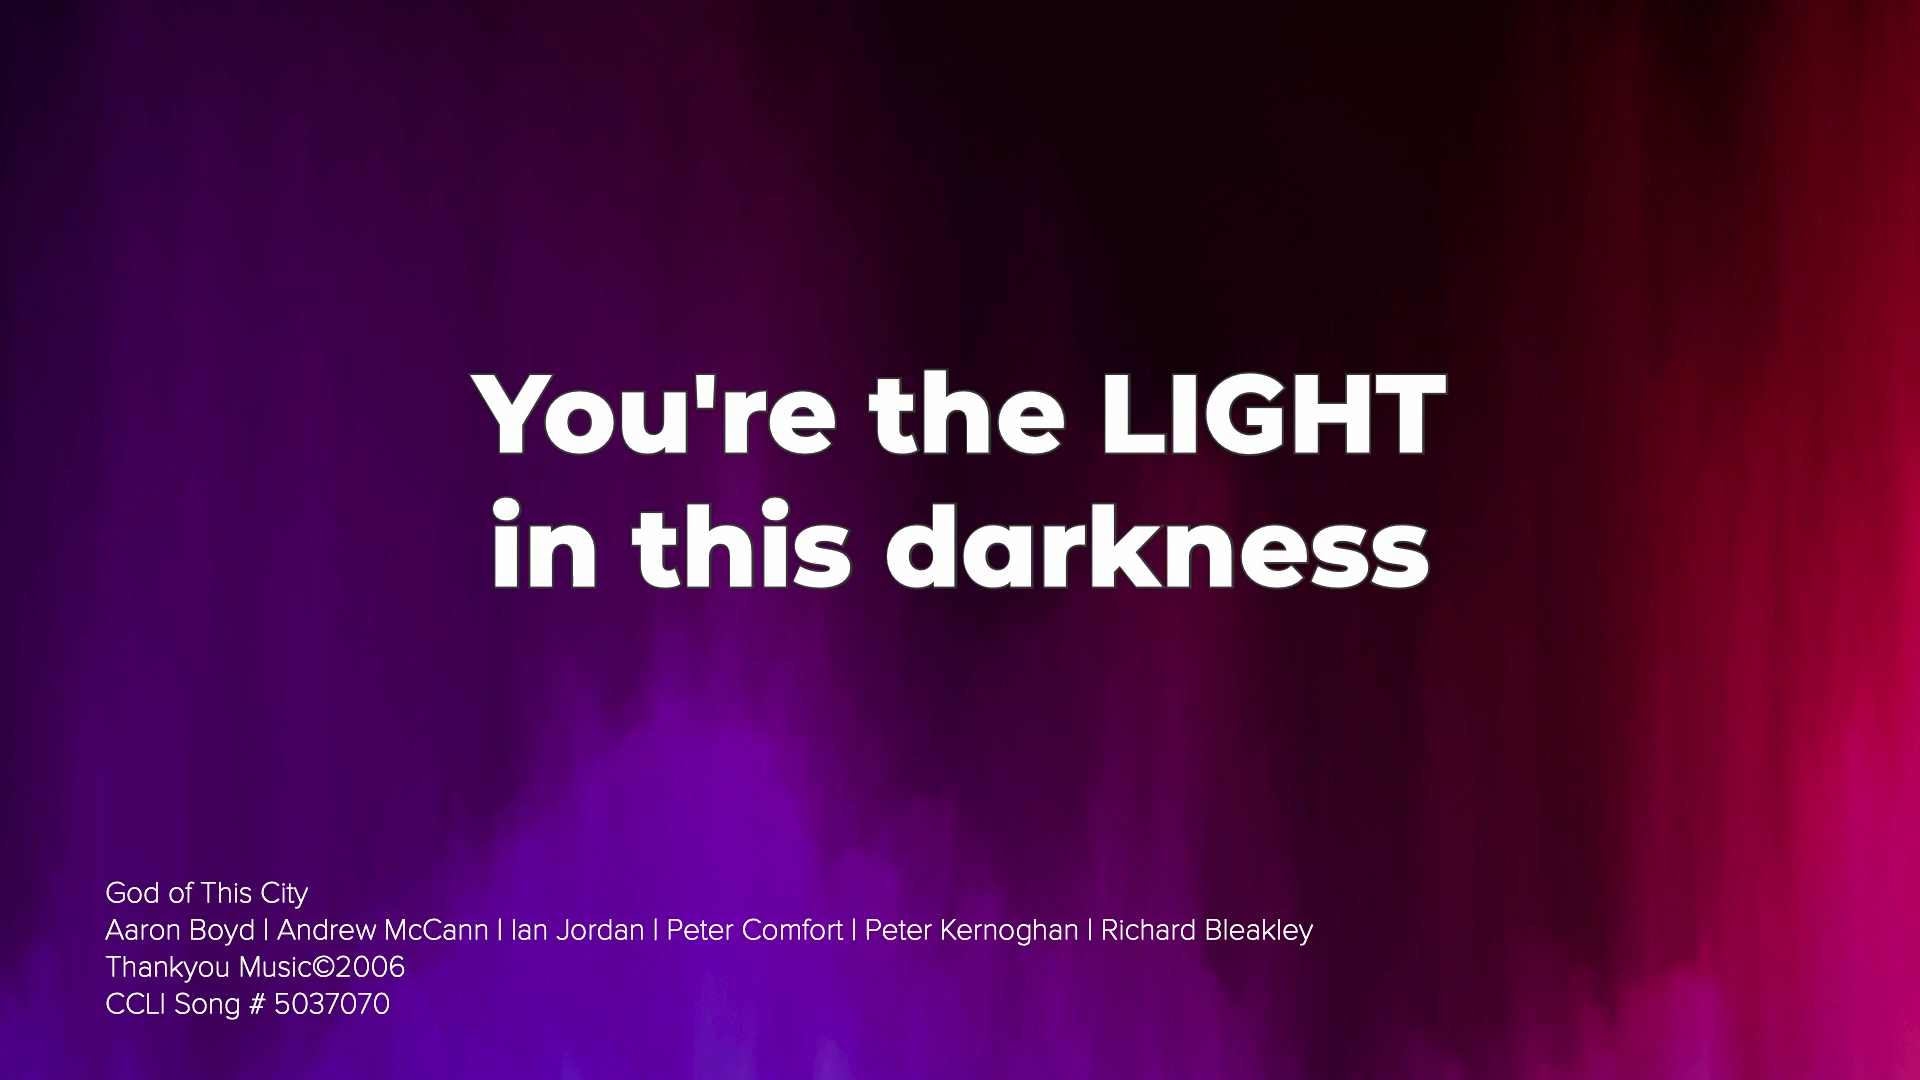 You're the LIGHT
in this darkness
God of This City
Aaron Boyd | Andrew McCann | Ian Jordan | Peter Comfort | Peter Kernoghan | Richard Bleakley
Thankyou Music©2006
CCLI Song # 5037070